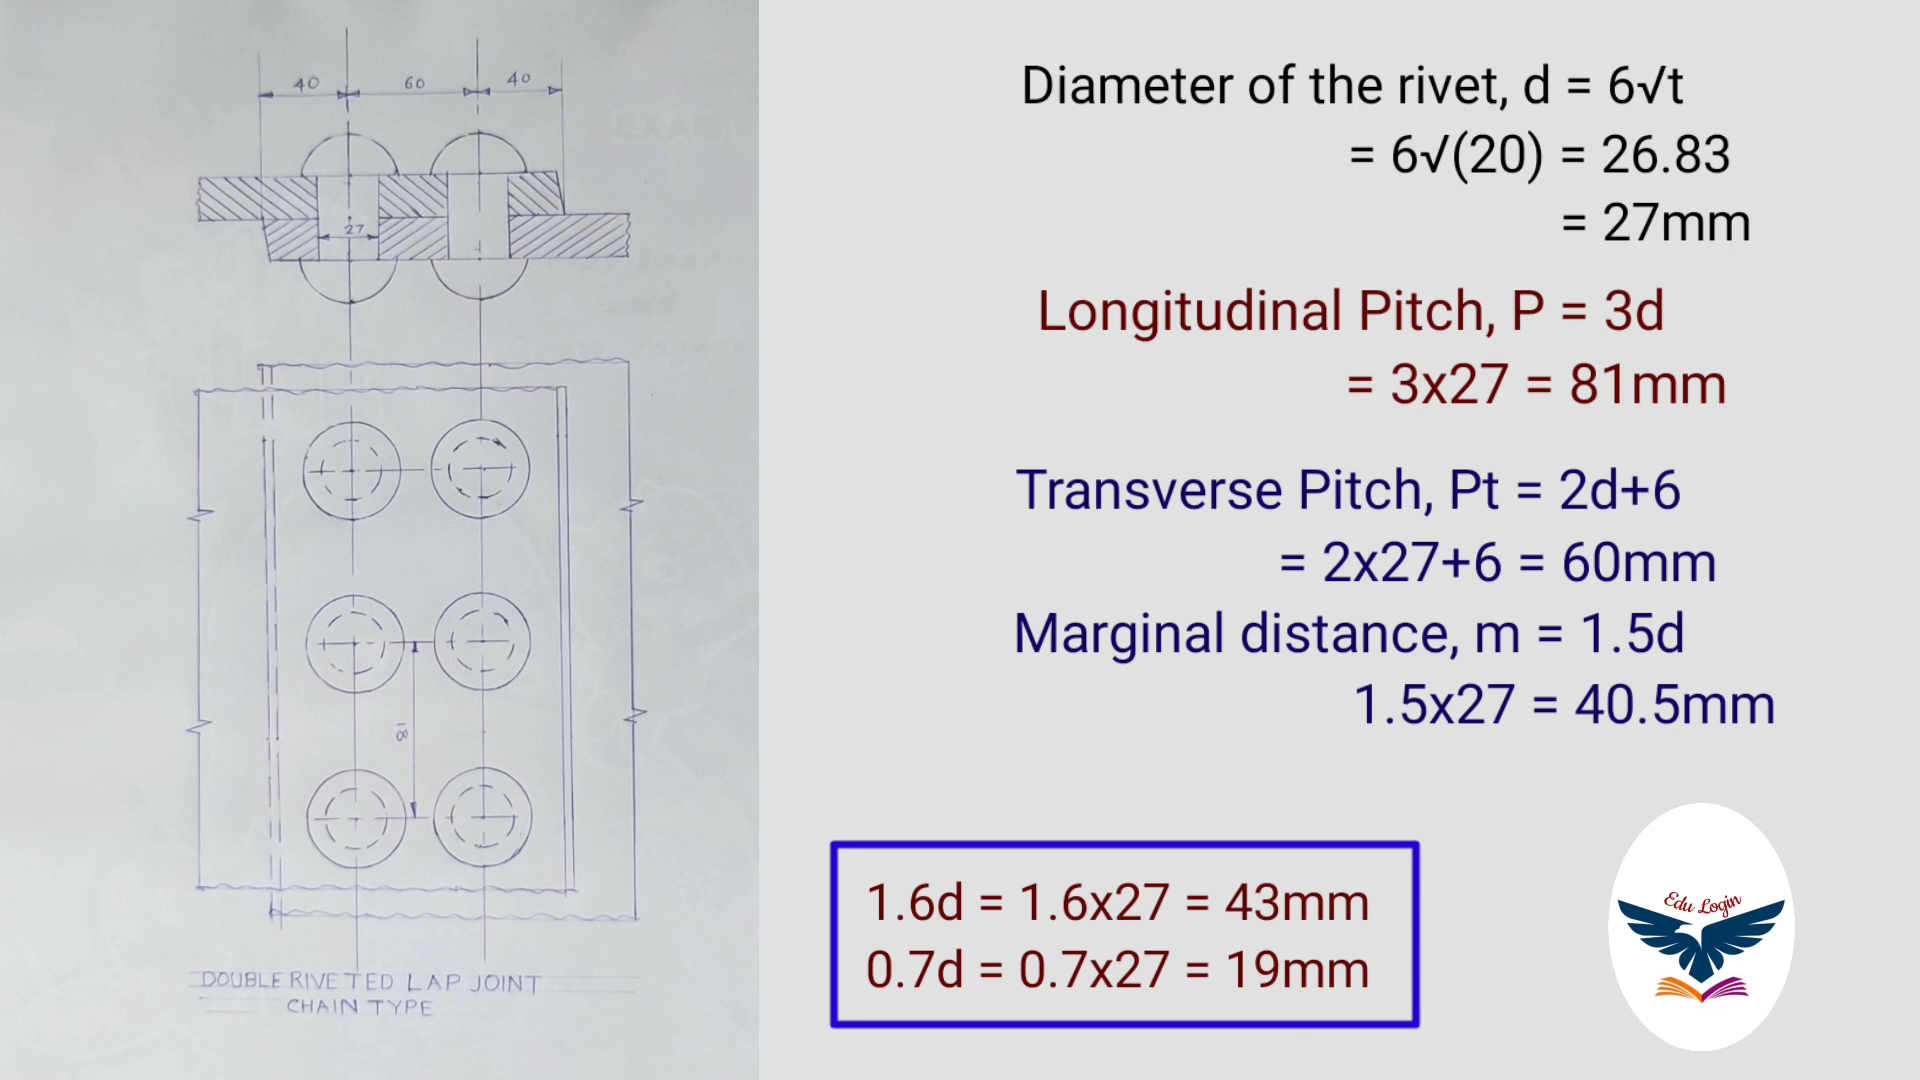 40 60 40
27
81
DOUBLE RIVETED LAP JOINT
CHAIN TYPE
Diameter of the rivet, d = 6√t
= 6√(20) = 26.83
= 27mm
Longitudinal Pitch, P = 3d
= 3x27 = 81mm
Transverse Pitch, Pt = 2d+6
= 2x27+6 = 60mm
Marginal distance, m = 1.5d
1.5x27 = 40.5mm
1.6d = 1.6x27 = 43mm
0.7d = 0.7x27 = 19mm
Edu Login